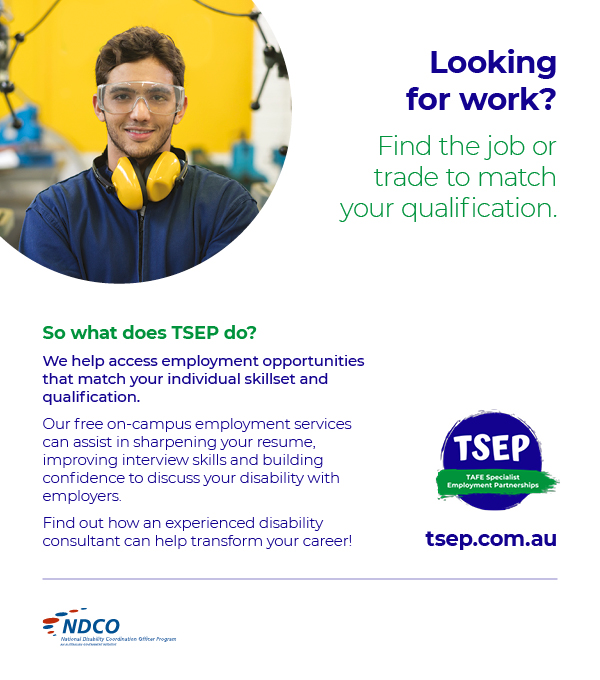 Looking
for work?
Find the job or
trade to match
your qualification.
So what does TSEP do?
We help access employment opportunities
that match your individual skillset and
qualification.
Our free on-campus employment services
can assist in sharpening your resume,
improving interview skills and building
confidence to discuss your disability with
employers.
Find out how an experienced disability
consultant can help transform your career!
TSEP
TAFE Specialist
Employment Partnerships
tsep.com.au
NDCO
National Disability Coordination Officer Program
AN AUSTRALIAN GOVERNMENT INITIATIVE